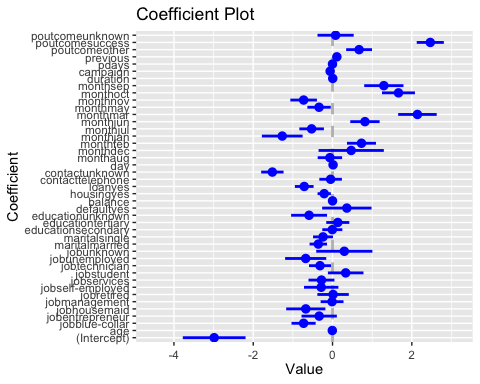 Coefficient Plot
poutcomeunknown
poutcomesuccess
poutcomeother
previous
pdays
campaign
duration
monthsep
monthoct
monthnov
monthmay
monthmar
monthjun
monthjul
monthjan
monthfeb
monthdec
monthaug
day
contactunknown
contacttelephone
loanyes
housingyes
balance
defaultyes
educationunknown
educationtertiary
educationsecondary
maritalsingle
maritalmarried
jobunknown
jobunemployed
jobtechnician
jobstudent
jobservices
jobself-employed
jobretired
jobmanagement
jobhousemaid
jobentrepreneur
jobblue-collar
age
(Intercept)
Coefficient
-4 -2 0 2
Value